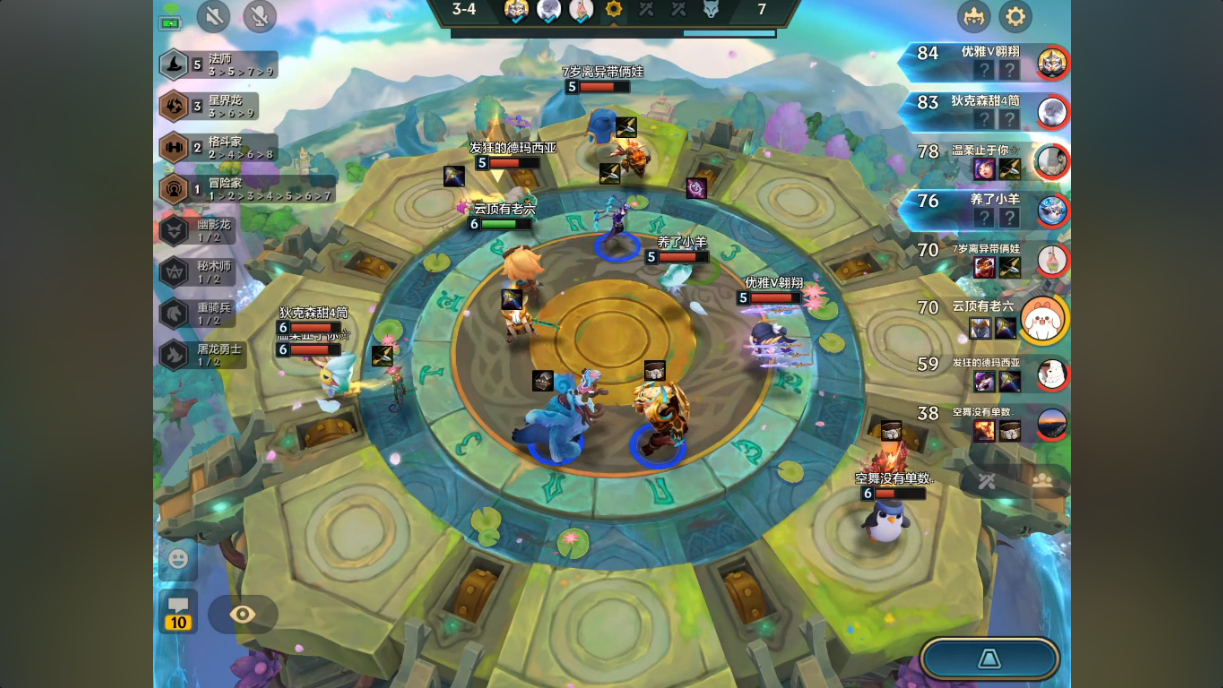 3-4
7
5 法师
3 > 5 > 7 > 9
3 星界龙
3 > 6 > 9
2 格斗家
2 > 4 > 6 > 8
1 冒险家
1 > 2 > 3 > 4 > 5 > 6 > 7
幽影龙
1 / 2
秘术师
1 / 2
重骑兵
1 / 2
屠龙勇士
1 / 2
7岁离异带俩娃
5
发狂的德玛西亚
5
云顶有老六
6
养了小羊
5
优雅V翱翔
5
狄克森甜4筒
6
温柔止于你☆
6
空舞没有单数.
6
84 优雅V翱翔
? ?
83 狄克森甜4筒
? ?
78 温柔止于你☆
76 养了小羊
? ?
70 7岁离异带俩娃
70 云顶有老六
59 发狂的德玛西亚
38 空舞没有单数.
10